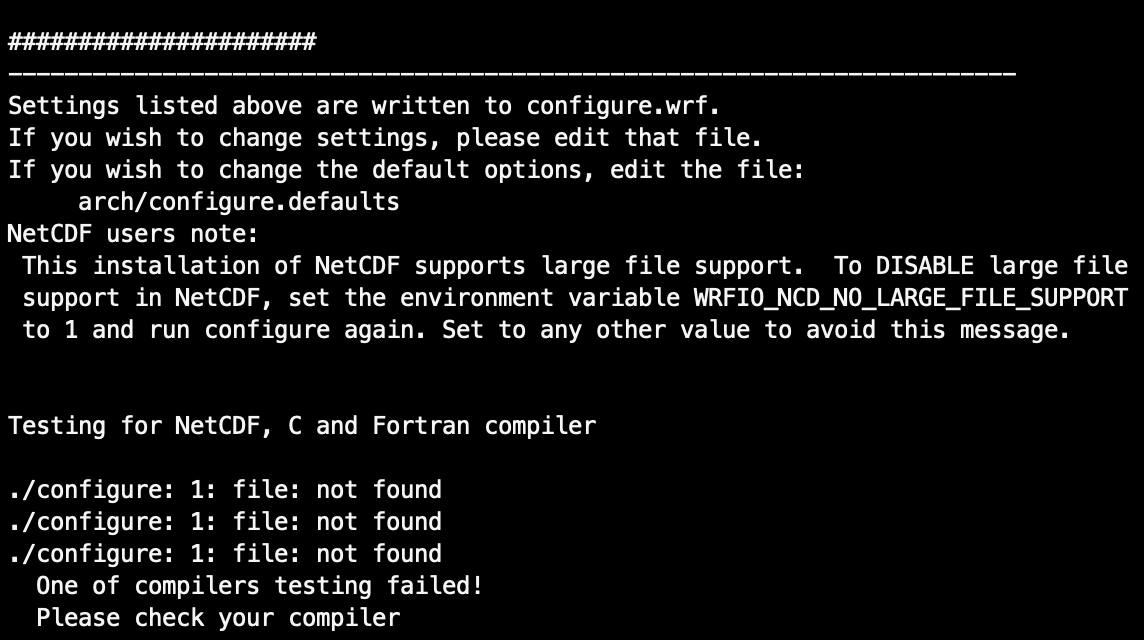 ######################
------------------------------------------------------------------------
Settings listed above are written to configure.wrf.
If you wish to change settings, please edit that file.
If you wish to change the default options, edit the file:
     arch/configure.defaults
NetCDF users note:
 This installation of NetCDF supports large file support.  To DISABLE large file
 support in NetCDF, set the environment variable WRFIO_NCD_NO_LARGE_FILE_SUPPORT
 to 1 and run configure again. Set to any other value to avoid this message.
Testing for NetCDF, C and Fortran compiler
./configure: 1: file: not found
./configure: 1: file: not found
./configure: 1: file: not found
  One of compilers testing failed!
  Please check your compiler